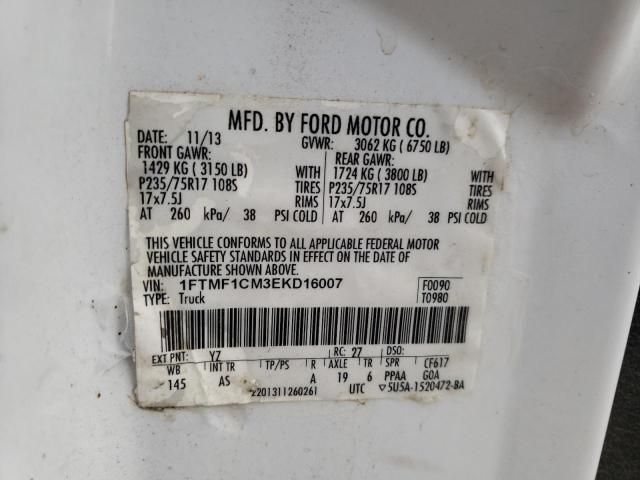 MFD. BY FORD MOTOR CO.
DATE: 11/13 GVWR: 3062 KG ( 6750 LB)
FRONT GAWR: REAR GAWR:
1429 KG ( 3150 LB) WITH 1724 KG ( 3800 LB) WITH
P235/75R17 108S TIRES P235/75R17 108S TIRES
17x7.5J RIMS 17x7.5J RIMS
AT 260 kPa/ 38 PSI COLD AT 260 kPa/ 38 PSI COLD
THIS VEHICLE CONFORMS TO ALL APPLICABLE FEDERAL MOTOR
VEHICLE SAFETY STANDARDS IN EFFECT ON THE DATE OF
MANUFACTURE SHOWN ABOVE.
VIN: 1FTMF1CM3EKD16007 F0090
TYPE: Truck T0980
EXT PNT: YZ RC: 27 DSO:
WB INT TR TP/PS R AXLE TR SPR CF617
145 AS A 19 6 PPAA GOA
201311260261 UTC ▽5U5A-1520472-BA